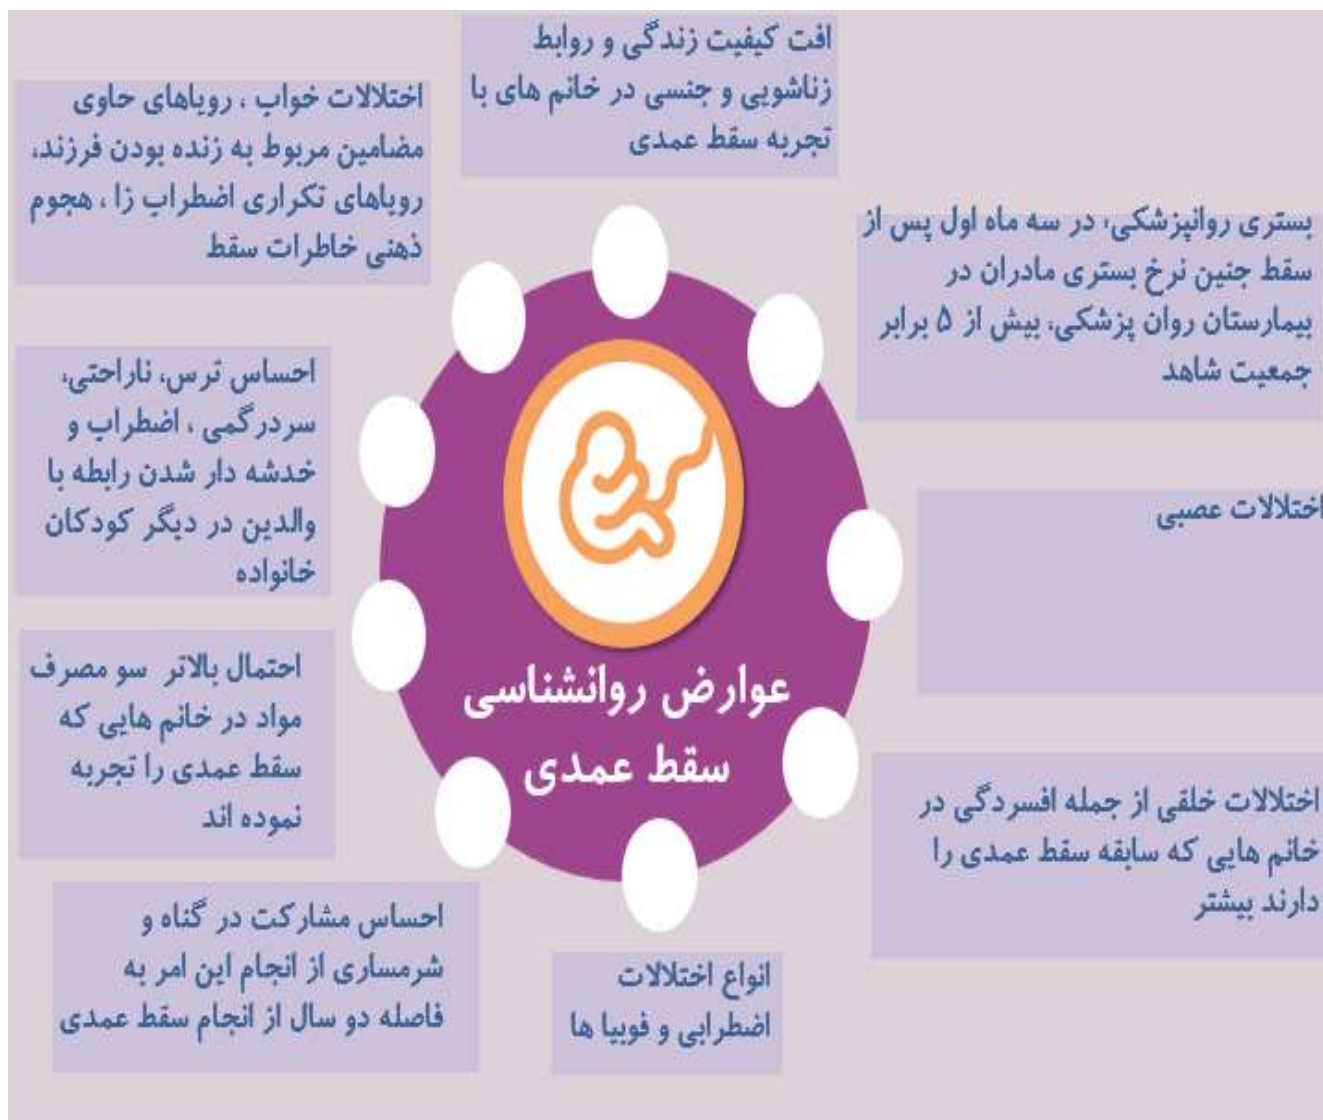 افت کیفیت زندگی و روابط
زناشویی و جنسی در خانم های با
تجربه سقط عمدی
بستری روانپزشکی، در سه ماه اول پس از
سقط جنین نرخ بستری مادران در
بیمارستان روان پزشکی، بیش از ۵ برابر
جمعیت شاهد
اختلالات عصبی
اختلالات خلقی از جمله افسردگی در
خانم هایی که سابقه سقط عمدی را
دارند بیشتر
انواع اختلالات
اضطرابی و فوبیا ها
احساس مشارکت در گناه و
شرمساری از انجام این امر به
فاصله دو سال از انجام سقط عمدی
احتمال بالاتر سو مصرف
مواد در خانم هایی که
سقط عمدی را تجربه
نموده اند
احساس ترس، ناراحتی،
سردرگمی ، اضطراب و
خدشه دار شدن رابطه با
والدین در دیگر کودکان
خانواده
اختلالات خواب ، رویاهای حاوی
مضامین مربوط به زنده بودن فرزند،
رویاهای تکراری اضطراب زا ، هجوم
ذهنی خاطرات سقط
عوارض روانشناسی
سقط عمدی